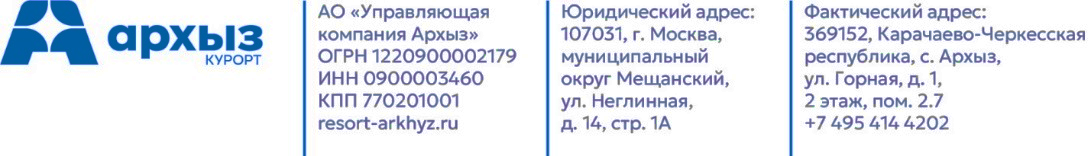 архыз
КУРОРТ
АО «Управляющая
компания Архыз»
ОГРН 1220900002179
ИНН 0900003460
КПП 770201001
resort-arkhyz.ru
Юридический адрес:
107031, г. Москва,
муниципальный
округ Мещанский,
ул. Неглинная,
д. 14, стр. 1А
Фактический адрес:
369152, Карачаево-Черкесская
республика, с. Архыз,
ул. Горная, д. 1,
2 этаж, пом. 2.7
+7 495 414 4202